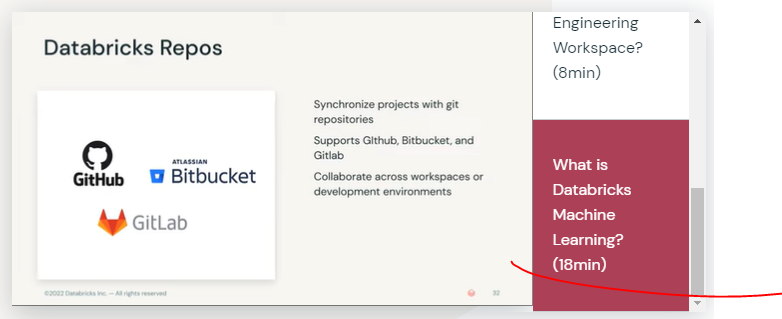 Databricks Repos
GitHub
ATLASSIAN
Bitbucket
GitLab
Synchronize projects with git
repositories
Supports GIthub, Bitbucket, and
Gitlab
Collaborate across workspaces or
development environments
©2022 Databricks Inc. — All rights reserved
32
Engineering
Workspace?
(8min)
What is
Databricks
Machine
Learning?
(18min)